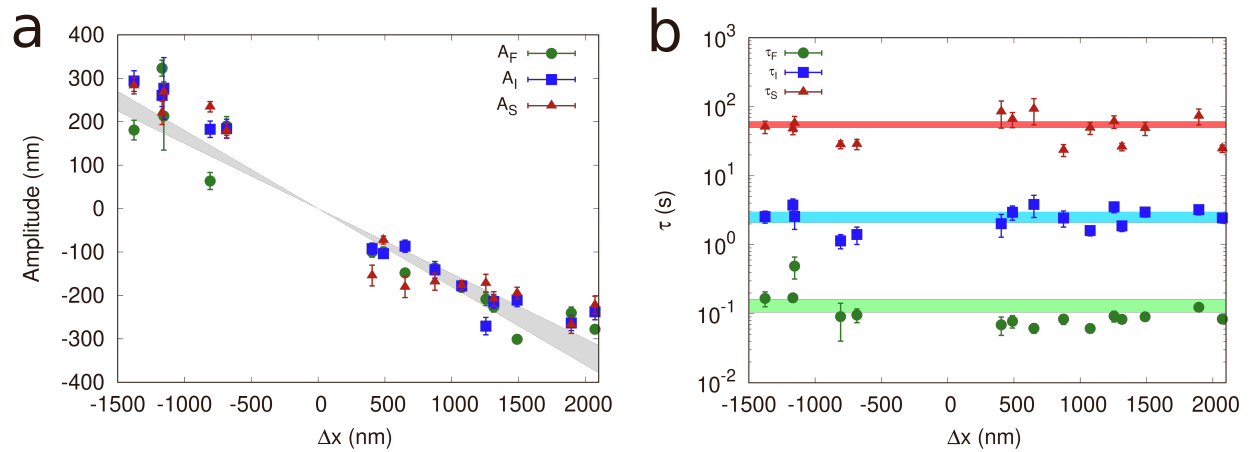 a
400
300
200
100
0
-100
-200
-300
-400
Amplitude (nm)
-1500 -1000 -500 0 500 1000 1500 2000
Δx (nm)
A_F
A_I
A_S
b
10^3
10^2
10^1
10^0
10^-1
10^-2
τ (s)
-1500 -1000 -500 0 500 1000 1500 2000
Δx (nm)
τ_F
τ_I
τ_S